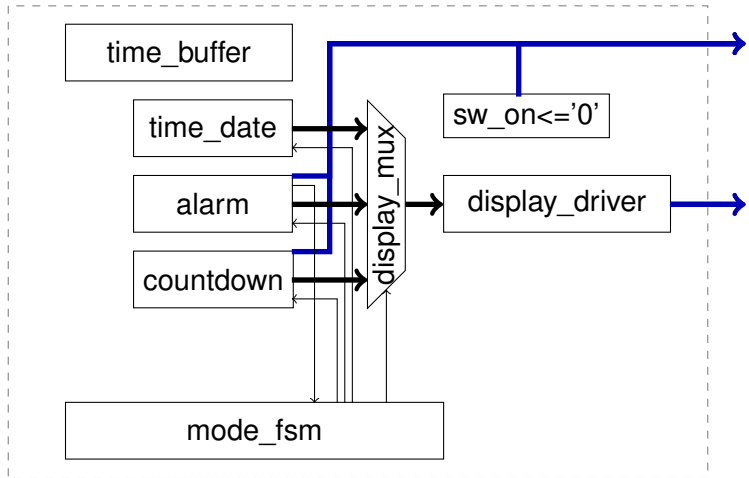 time_buffer
time_date
sw_on<='0'
display_mux
alarm
display_driver
countdown
mode_fsm